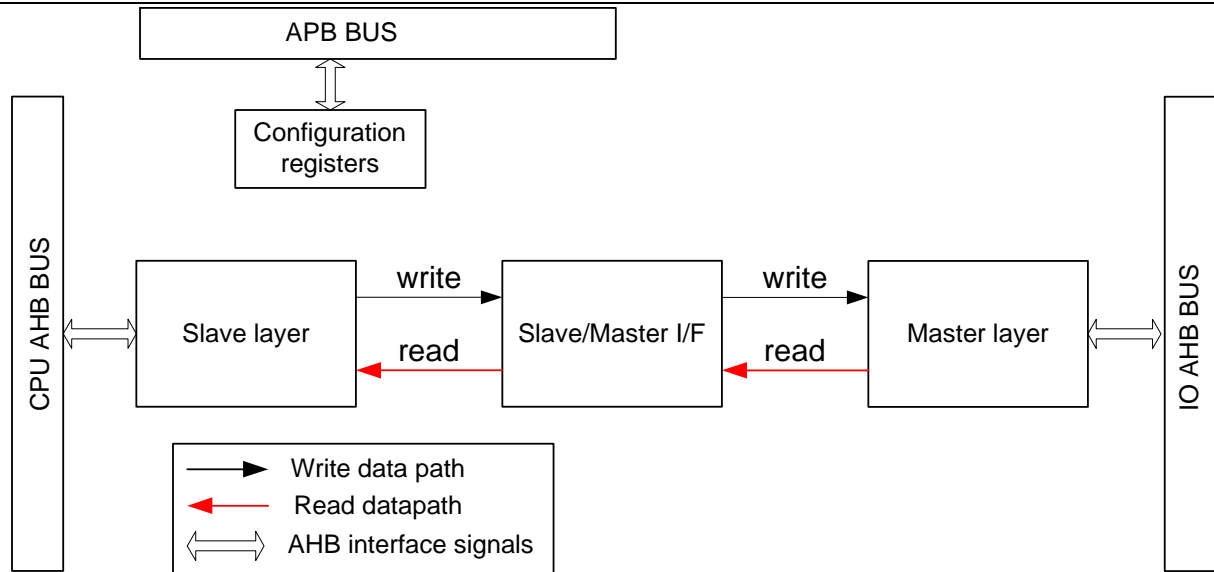 APB BUS
Configuration
registers
CPU AHB BUS
Slave layer
write
read
Slave/Master I/F
write
read
Master layer
IO AHB BUS
Write data path
Read datapath
AHB interface signals